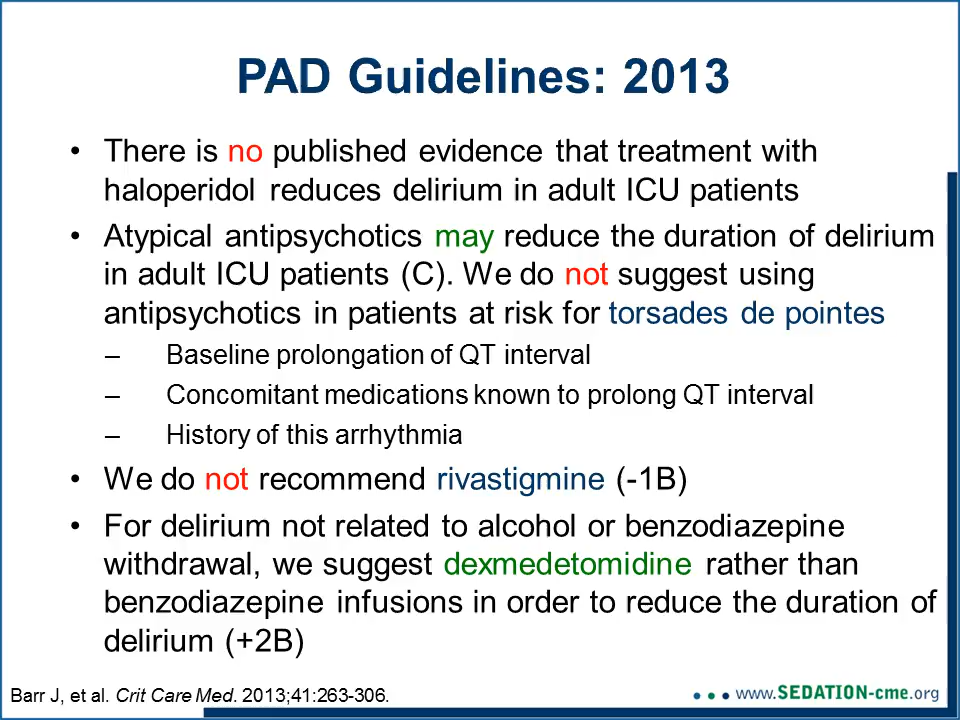 PAD Guidelines: 2013
• There is no published evidence that treatment with
haloperidol reduces delirium in adult ICU patients
• Atypical antipsychotics may reduce the duration of delirium
in adult ICU patients (C). We do not suggest using
antipsychotics in patients at risk for torsades de pointes
– Baseline prolongation of QT interval
– Concomitant medications known to prolong QT interval
– History of this arrhythmia
• We do not recommend rivastigmine (-1B)
• For delirium not related to alcohol or benzodiazepine
withdrawal, we suggest dexmedetomidine rather than
benzodiazepine infusions in order to reduce the duration of
delirium (+2B)
Barr J, et al. Crit Care Med. 2013;41:263-306.
www.SEDATION-cme.org